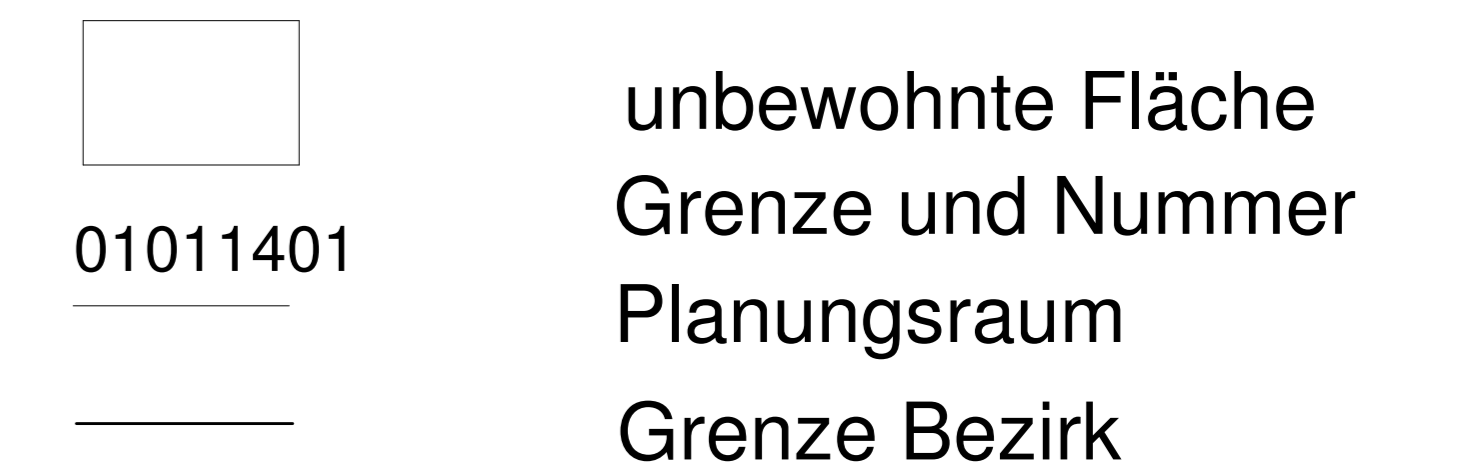 unbewohnte Fläche
Grenze und Nummer
01011401
Planungsraum
Grenze Bezirk